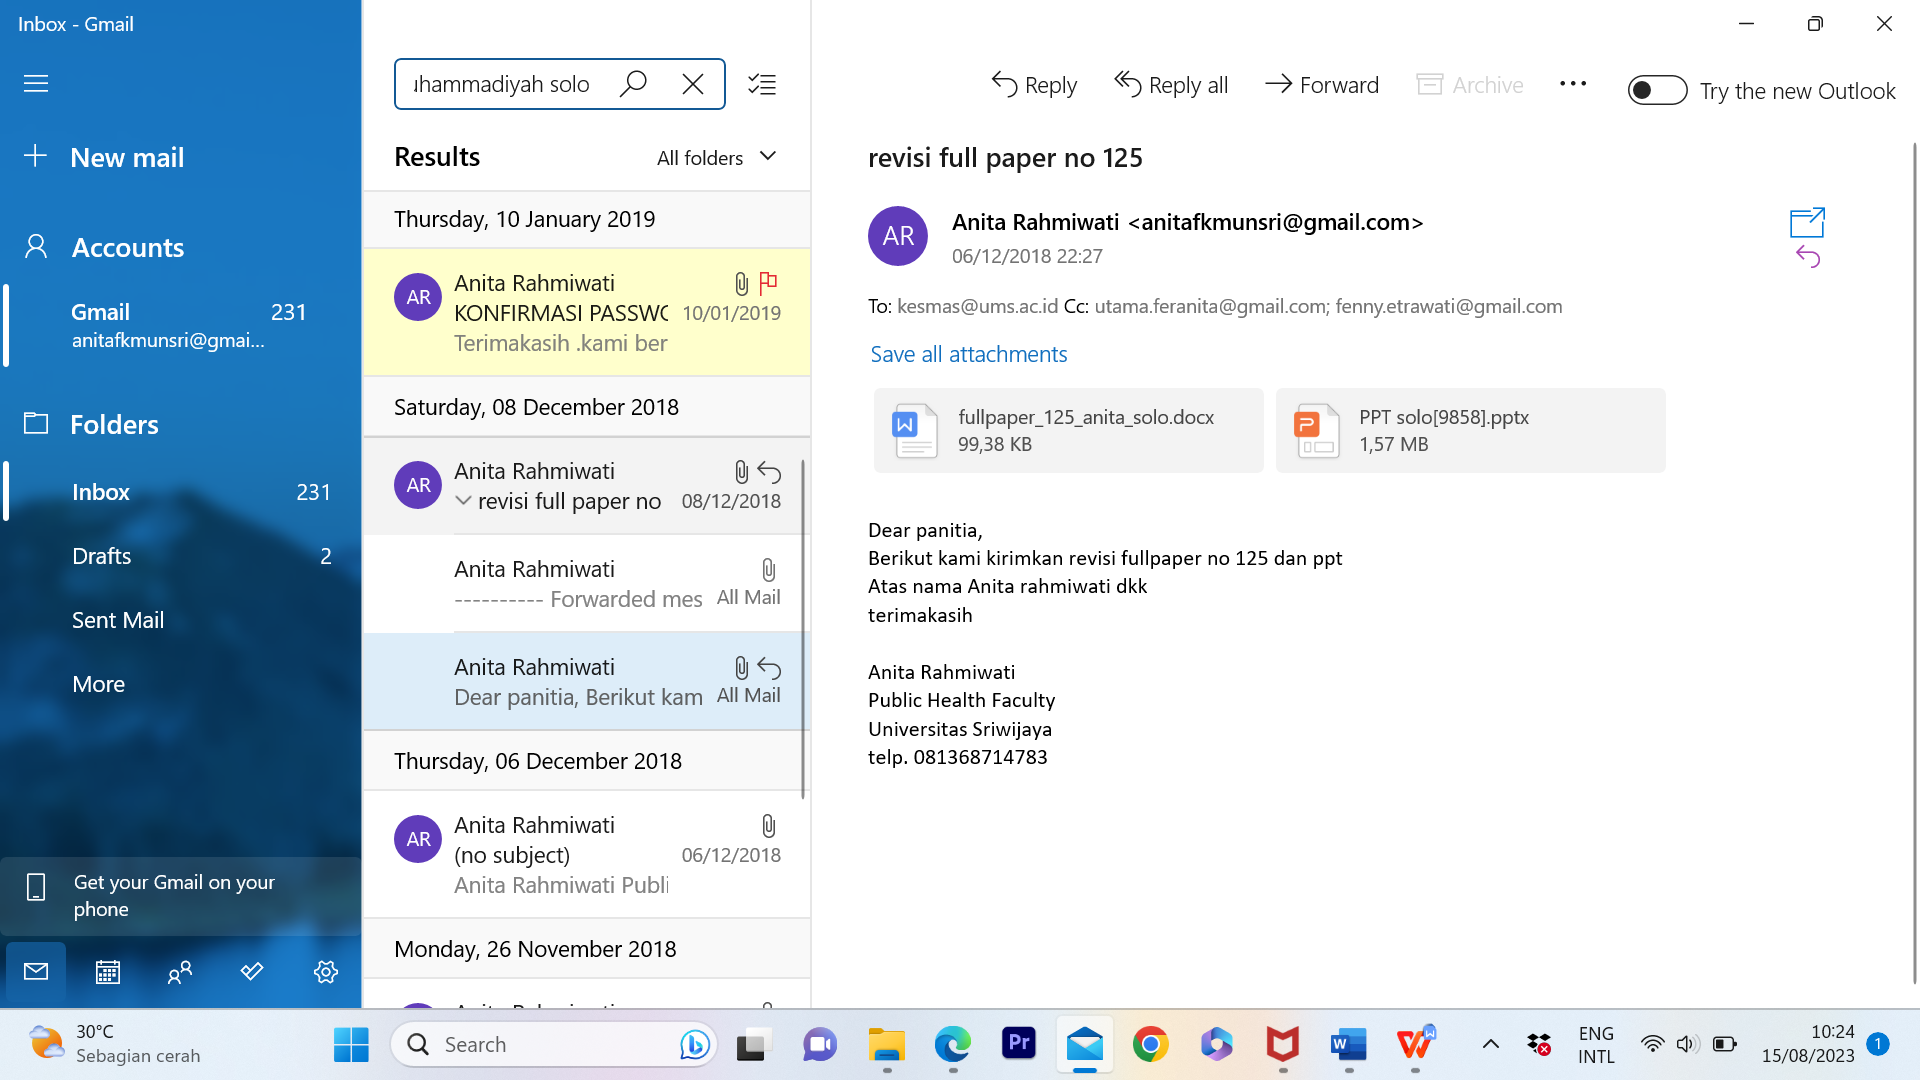 Inbox - Gmail
New mail
Accounts
Gmail 231
anitafkmunsri@gmai...
Folders
Inbox 231
Drafts 2
Sent Mail
More
Get your Gmail on your
phone
uhammadiyah solo
Results All folders
Thursday, 10 January 2019
AR
Anita Rahmiwati
KONFIRMASI PASSWO 10/01/2019
Terimakasih .kami ber
Saturday, 08 December 2018
AR
Anita Rahmiwati
revisi full paper no 08/12/2018
Anita Rahmiwati
---------- Forwarded mes All Mail
Anita Rahmiwati
Dear panitia, Berikut kam All Mail
Thursday, 06 December 2018
AR
Anita Rahmiwati
(no subject) 06/12/2018
Anita Rahmiwati Publi
Monday, 26 November 2018
Reply Reply all Forward Archive Try the new Outlook
revisi full paper no 125
AR
Anita Rahmiwati <anitafkmunsri@gmail.com>
06/12/2018 22:27
To: kesmas@ums.ac.id Cc: utama.feranita@gmail.com; fenny.etrawati@gmail.com
Save all attachments
fullpaper_125_anita_solo.docx
99,38 KB
PPT solo[9858].pptx
1,57 MB
Dear panitia,
Berikut kami kirimkan revisi fullpaper no 125 dan ppt
Atas nama Anita rahmiwati dkk
terimakasih
Anita Rahmiwati
Public Health Faculty
Universitas Sriwijaya
telp. 081368714783
30°C
Sebagian cerah
Search
Pr
ENG
INTL
10:24
15/08/2023
1